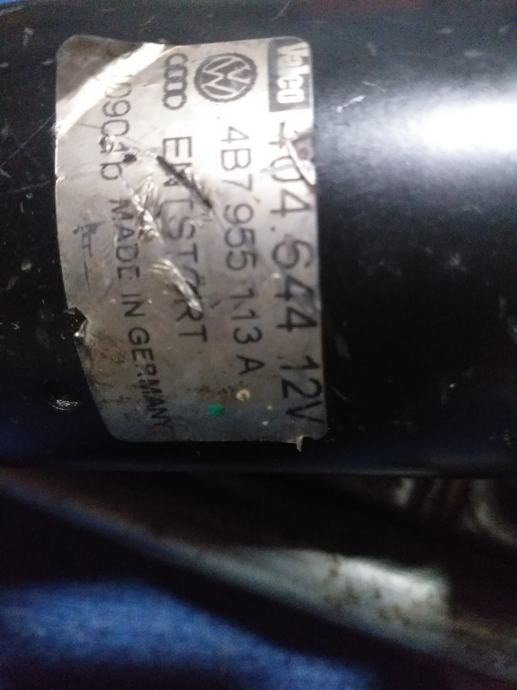 Valeo 404.644 12V
4B7 955 113 A
ENTSTÖRT
MADE IN GERMANY